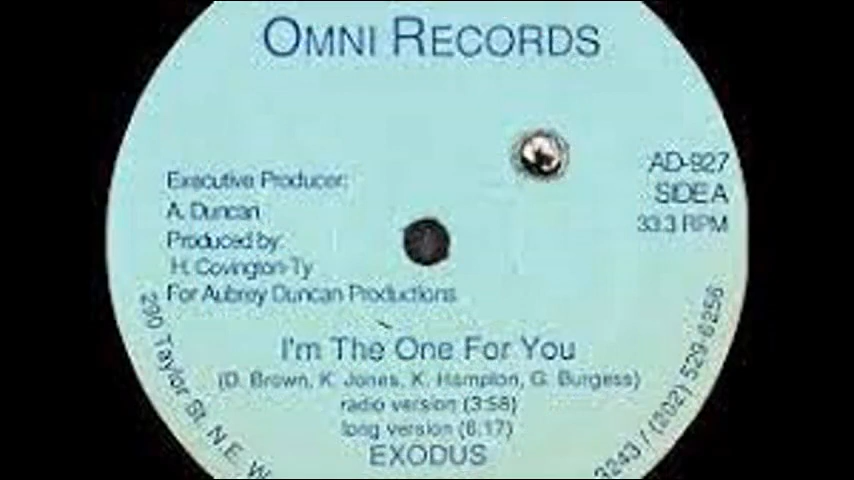 OMNI RECORDS
AD-927
SIDE A
33.3 RPM
Executive Producer:
A. Duncan
Produced by:
H. Covington-Ty
For Aubrey Duncan Productions
I'm The One For You
(D. Brown, K. Jones, K. Hampton, G. Burgess)
radio version (3:58)
long version (6.17)
EXODUS
290 Taylor St. N.E. W
3243 / (202) 529-6256